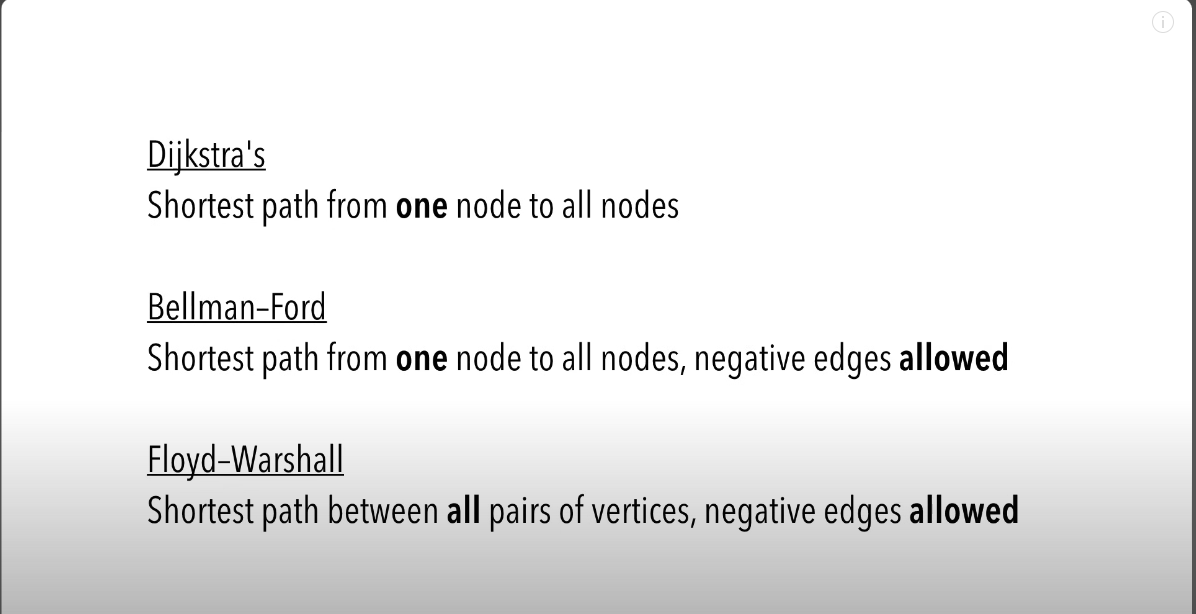 Dijkstra's
Shortest path from one node to all nodes
Bellman–Ford
Shortest path from one node to all nodes, negative edges allowed
Floyd–Warshall
Shortest path between all pairs of vertices, negative edges allowed